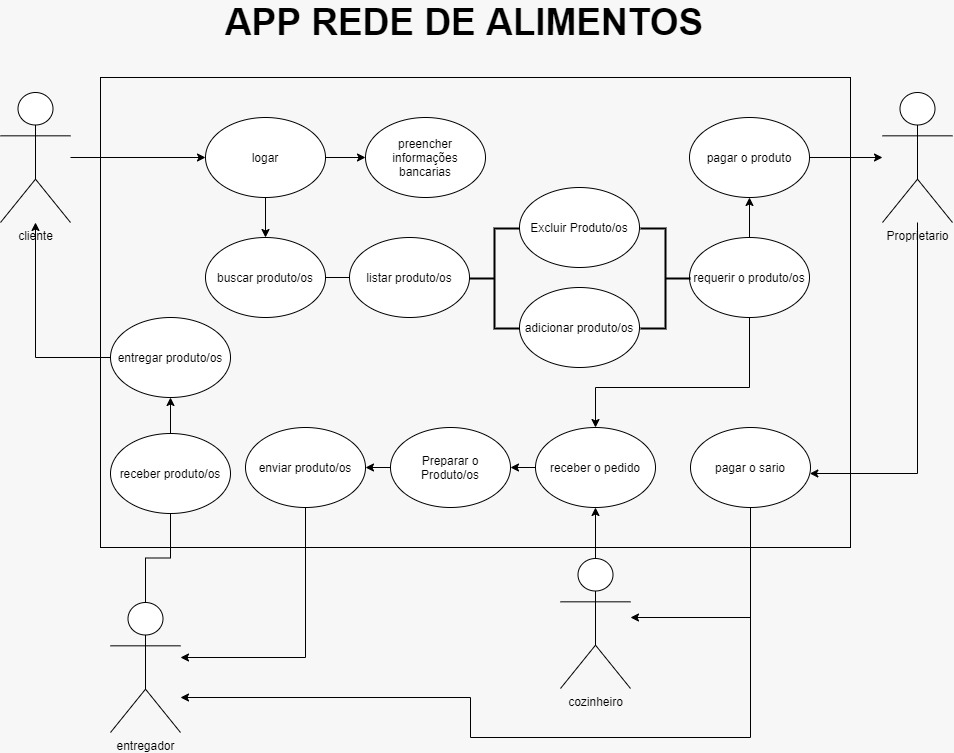 APP REDE DE ALIMENTOS
cliente
logar
preencher
informações
bancarias
pagar o produto
Proprietario
Excluir Produto/os
buscar produto/os
listar produto/os
requerir o produto/os
adicionar produto/os
entregar produto/os
receber produto/os
enviar produto/os
Preparar o
Produto/os
receber o pedido
pagar o sario
cozinheiro
entregador